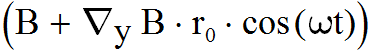 (B + ∇y B · r₀ · cos(ωt))